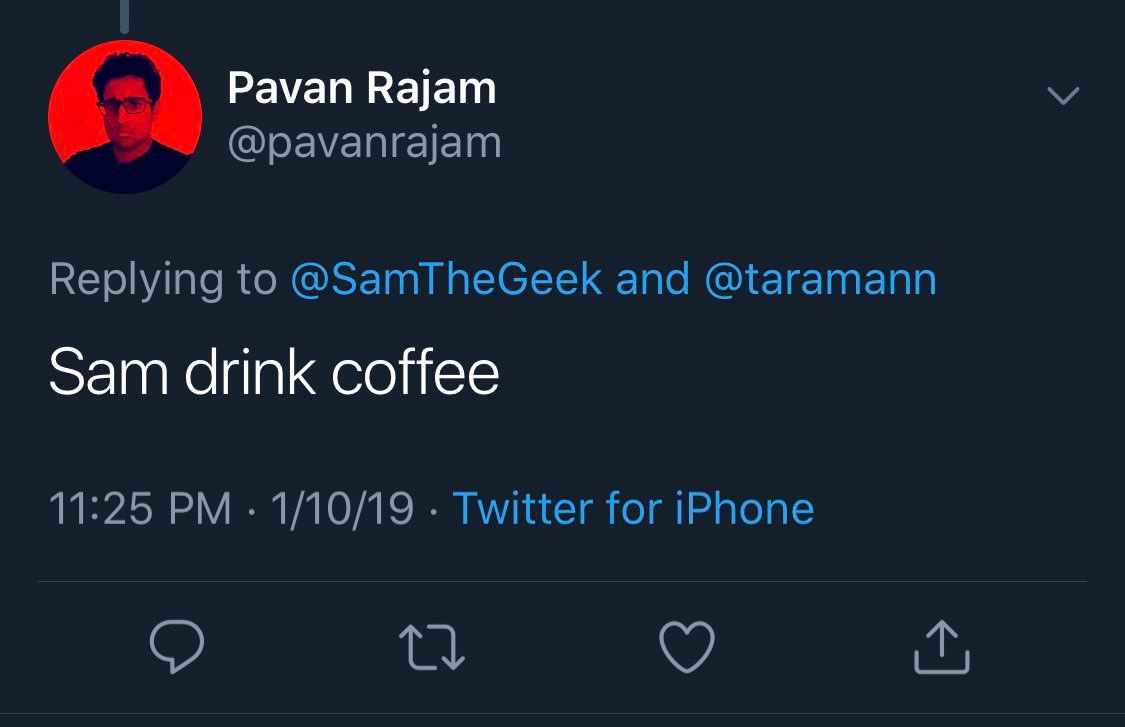 Pavan Rajam
@pavanrajam
Replying to @SamTheGeek and @taramann
Sam drink coffee
11:25 PM · 1/10/19 · Twitter for iPhone